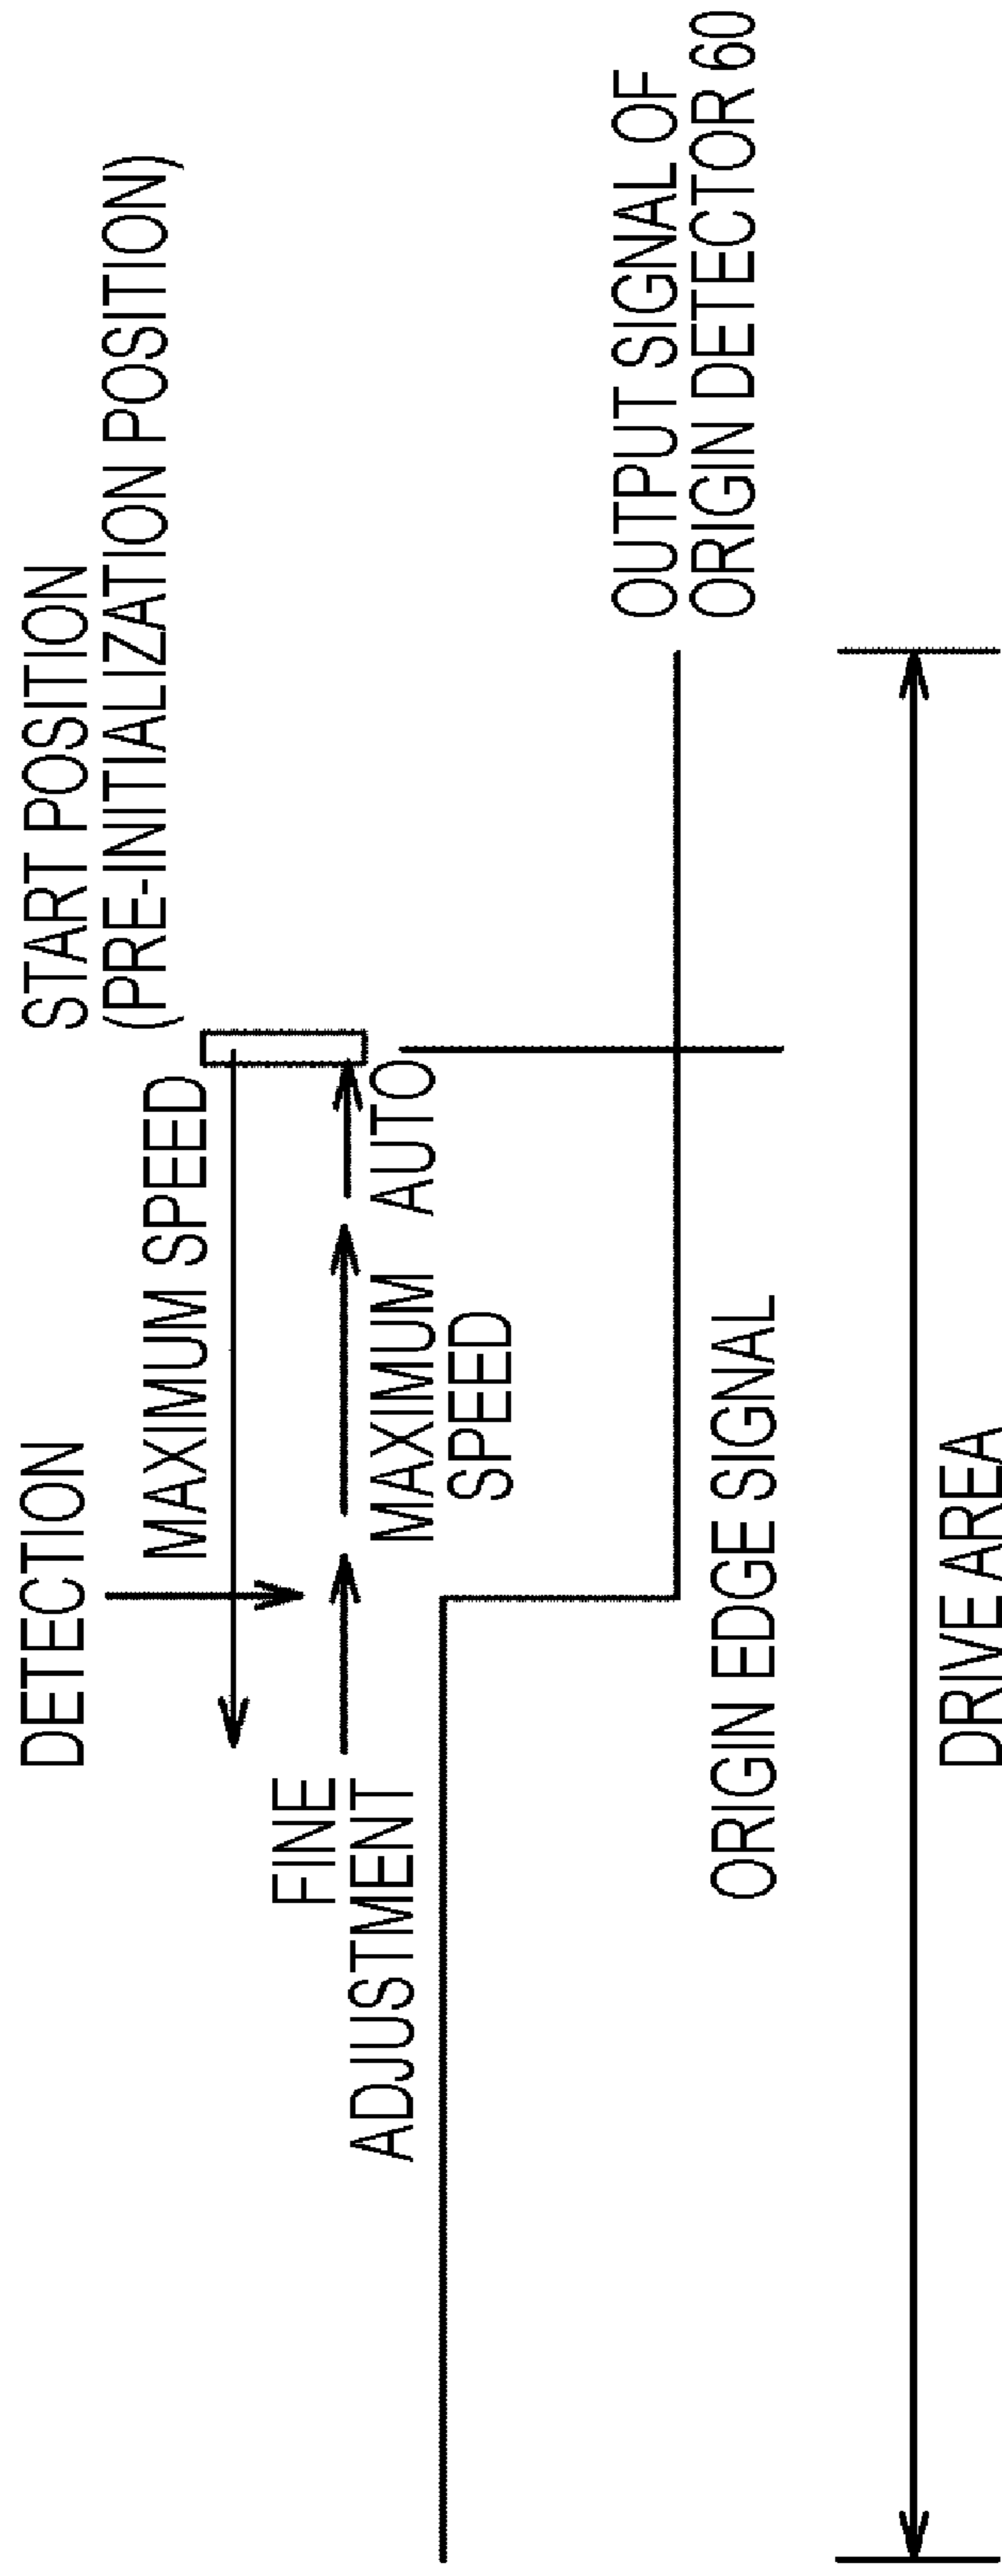 START POSITION
(PRE-INITIALIZATION POSITION)
DETECTION
MAXIMUM SPEED
FINE
ADJUSTMENT
MAXIMUM
SPEED
AUTO
OUTPUT SIGNAL OF
ORIGIN DETECTOR 60
ORIGIN EDGE SIGNAL
DRIVE AREA